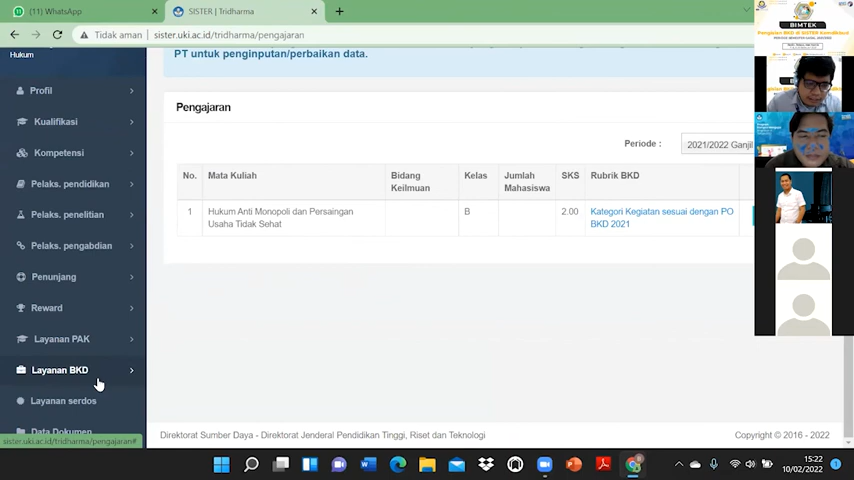 (11) WhatsApp
SISTER | Tridharma
Tidak aman
sister.uki.ac.id/tridharma/pengajaran
Hukum
PT untuk penginputan/perbaikan data.
Profil
Kualifikasi
Kompetensi
Pelaks. pendidikan
Pelaks. penelitian
Pelaks. pengabdian
Penunjang
Reward
Layanan PAK
Layanan BKD
Layanan serdos
Data Dokumen
sister.uki.ac.id/tridharma/pengajaran#
Pengajaran
Periode :
2021/2022 Ganjil
No.
Mata Kuliah
Bidang
Keilmuan
Kelas
Jumlah
Mahasiswa
SKS
Rubrik BKD
1
Hukum Anti Monopoli dan Persaingan
Usaha Tidak Sehat
B
2.00
Kategori Kegiatan sesuai dengan PO
BKD 2021
Direktorat Sumber Daya - Direktorat Jenderal Pendidikan Tinggi, Riset dan Teknologi
Copyright © 2016 - 2022
BIMTEK
Pengisian BKD di SISTER Kemdikbud
15:22
10/02/2022